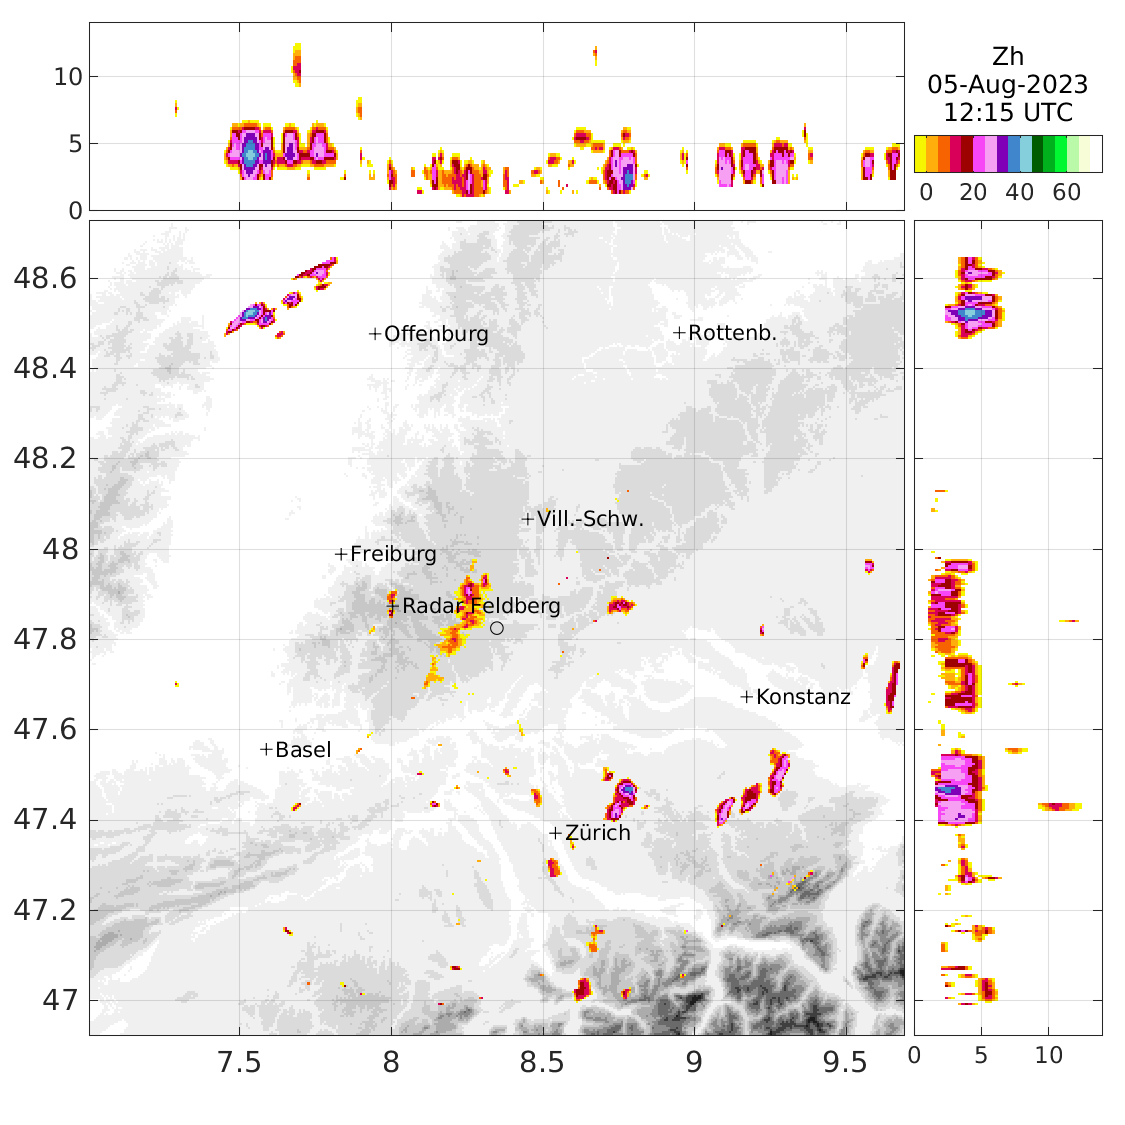 Zh
05-Aug-2023
12:15 UTC
0 20 40 60
10
5
0
48.6
48.4
48.2
48
47.8
47.6
47.4
47.2
47
+Offenburg
+Rottenb.
+Vill.-Schw.
+Freiburg
+Radar Feldberg
+Konstanz
+Basel
+Zürich
7.5 8 8.5 9 9.5
0 5 10